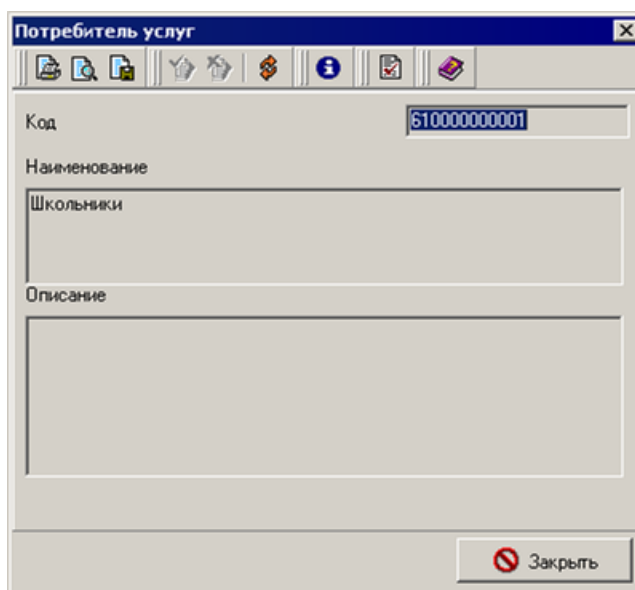 Потребитель услуг
Код
610000000001
Наименование
Школьники
Описание
Закрыть